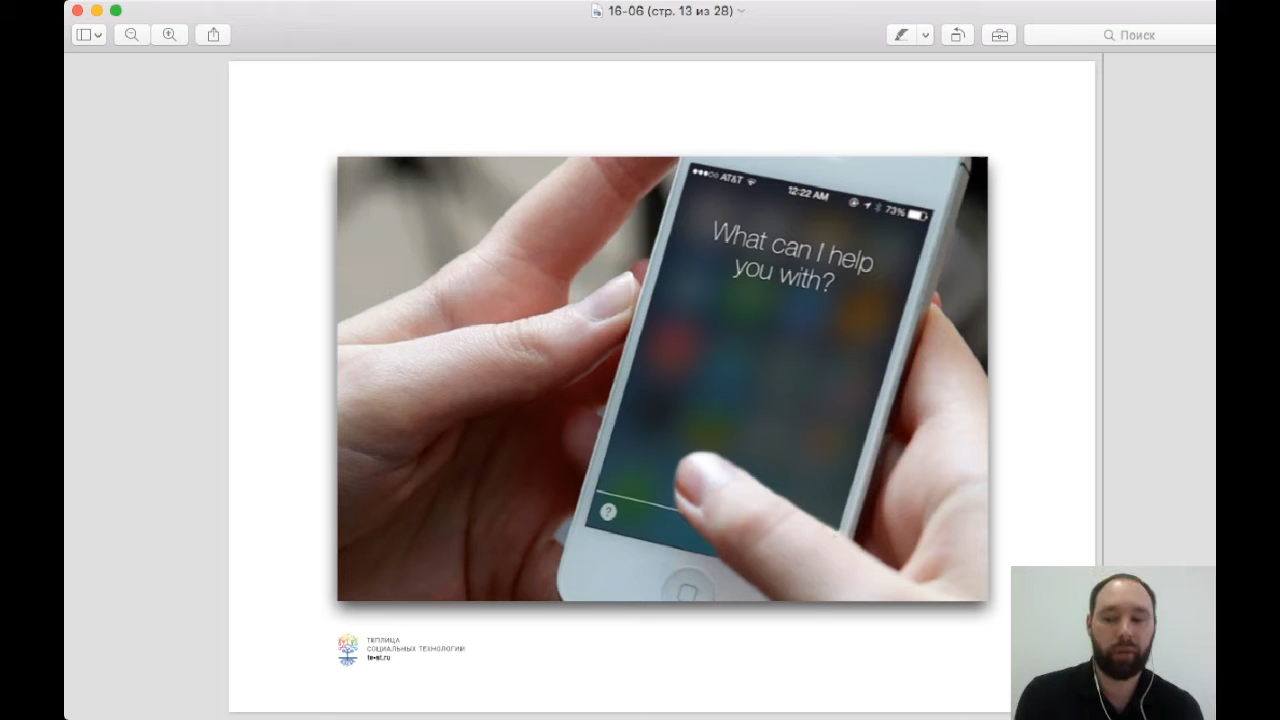 16-06 (стр. 13 из 28)
Поиск
AT&T 12:22 AM 73%
What can I help
you with?
?
ТЕПЛИЦА
СОЦИАЛЬНЫХ ТЕХНОЛОГИЙ
te-st.ru